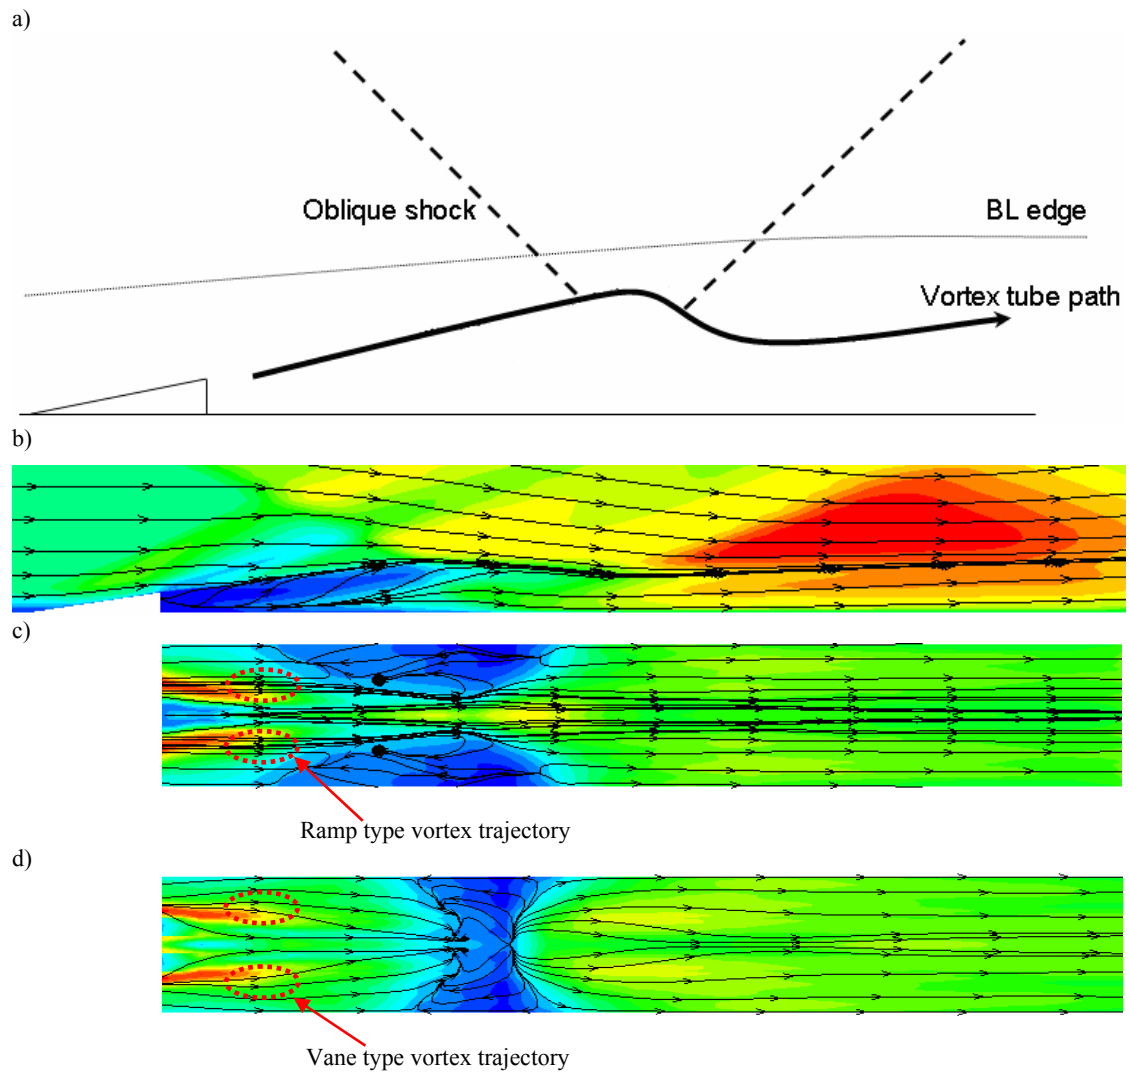 a)
Oblique shock
BL edge
Vortex tube path
b)
c)
Ramp type vortex trajectory
d)
Vane type vortex trajectory